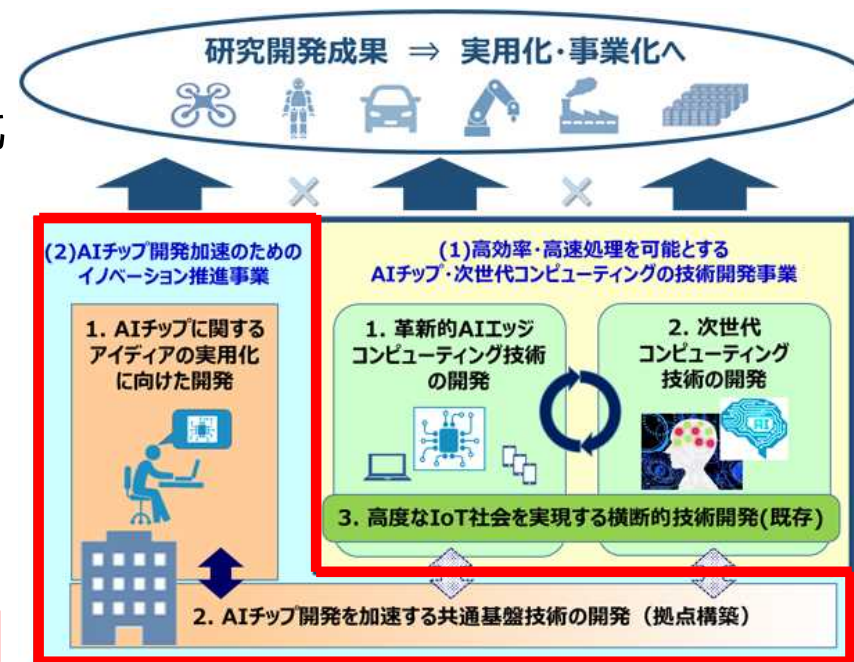 研究開発成果 ⇒ 実用化・事業化へ
(2)AIチップ開発加速のための
イノベーション推進事業
1. AIチップに関する
アイディアの実用化
に向けた開発
(1)高効率・高速処理を可能とする
AIチップ・次世代コンピューティングの技術開発事業
1. 革新的AIエッジ
コンピューティング技術
の開発
2. 次世代
コンピューティング
技術の開発
AI
3. 高度なIoT社会を実現する横断的技術開発(既存)
2. AIチップ開発を加速する共通基盤技術の開発（拠点構築）